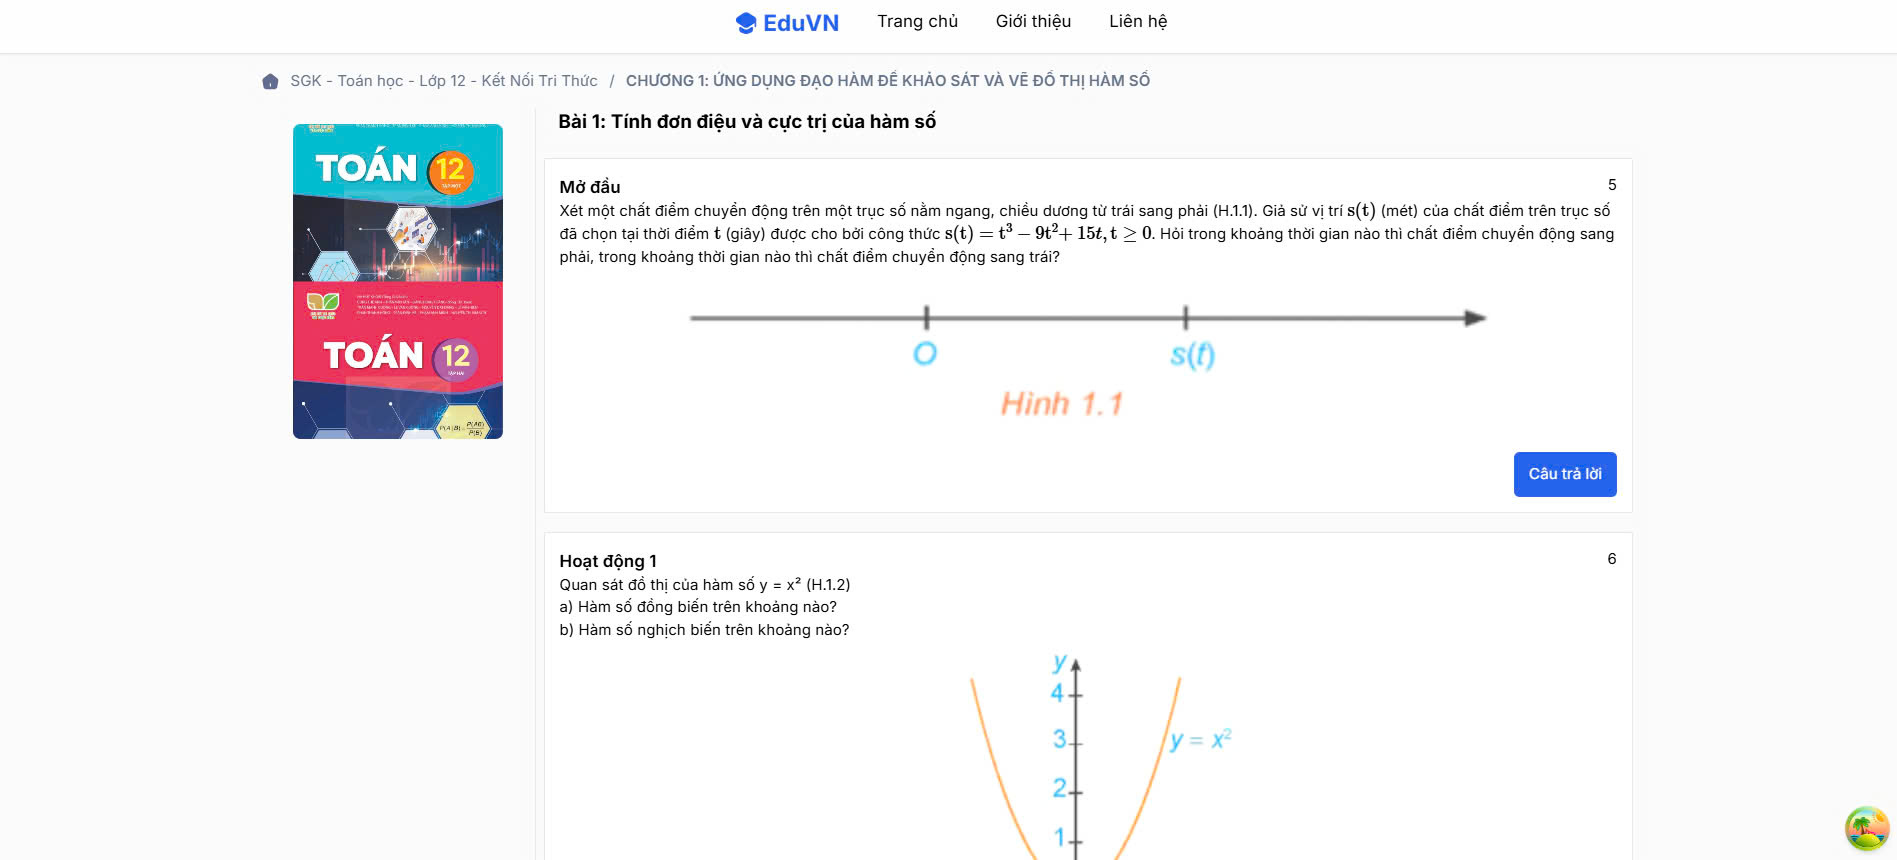 EduVN
Trang chủ
Giới thiệu
Liên hệ
SGK - Toán học - Lớp 12 - Kết Nối Tri Thức / CHƯƠNG 1: ỨNG DỤNG ĐẠO HÀM ĐỂ KHẢO SÁT VÀ VẼ ĐỒ THỊ HÀM SỐ
TOÁN 12
TẬP MỘT
TOÁN 12
TẬP HAI
Bài 1: Tính đơn điệu và cực trị của hàm số
Mở đầu
5
Xét một chất điểm chuyển động trên một trục số nằm ngang, chiều dương từ trái sang phải (H.1.1). Giả sử vị trí s(t) (mét) của chất điểm trên trục số
đã chọn tại thời điểm t (giây) được cho bởi công thức s(t) = t³ − 9t²+ 15t, t ≥ 0. Hỏi trong khoảng thời gian nào thì chất điểm chuyển động sang
phải, trong khoảng thời gian nào thì chất điểm chuyển động sang trái?
O
s(t)
Hình 1.1
Câu trả lời
Hoạt động 1
6
Quan sát đồ thị của hàm số y = x² (H.1.2)
a) Hàm số đồng biến trên khoảng nào?
b) Hàm số nghịch biến trên khoảng nào?
y
4
3
y = x²
2
1